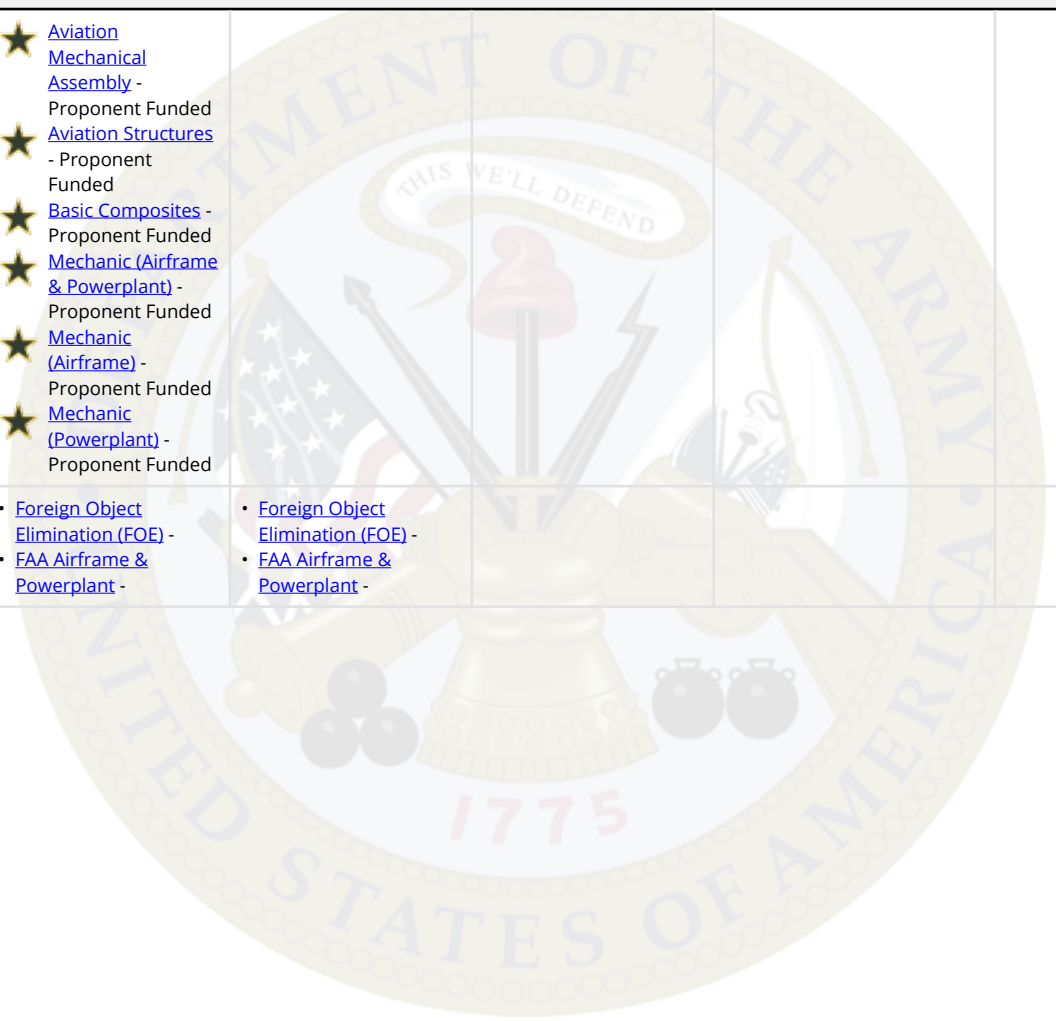 Aviation
Mechanical
Assembly -
Proponent Funded
Aviation Structures
- Proponent
Funded
Basic Composites -
Proponent Funded
Mechanic (Airframe
& Powerplant) -
Proponent Funded
Mechanic
(Airframe) -
Proponent Funded
Mechanic
(Powerplant) -
Proponent Funded
• Foreign Object
Elimination (FOE) -
• FAA Airframe &
Powerplant -
• Foreign Object
Elimination (FOE) -
• FAA Airframe &
Powerplant -
DEPARTMENT OF THE ARMY
THIS WE'LL DEFEND
1775
UNITED STATES OF AMERICA